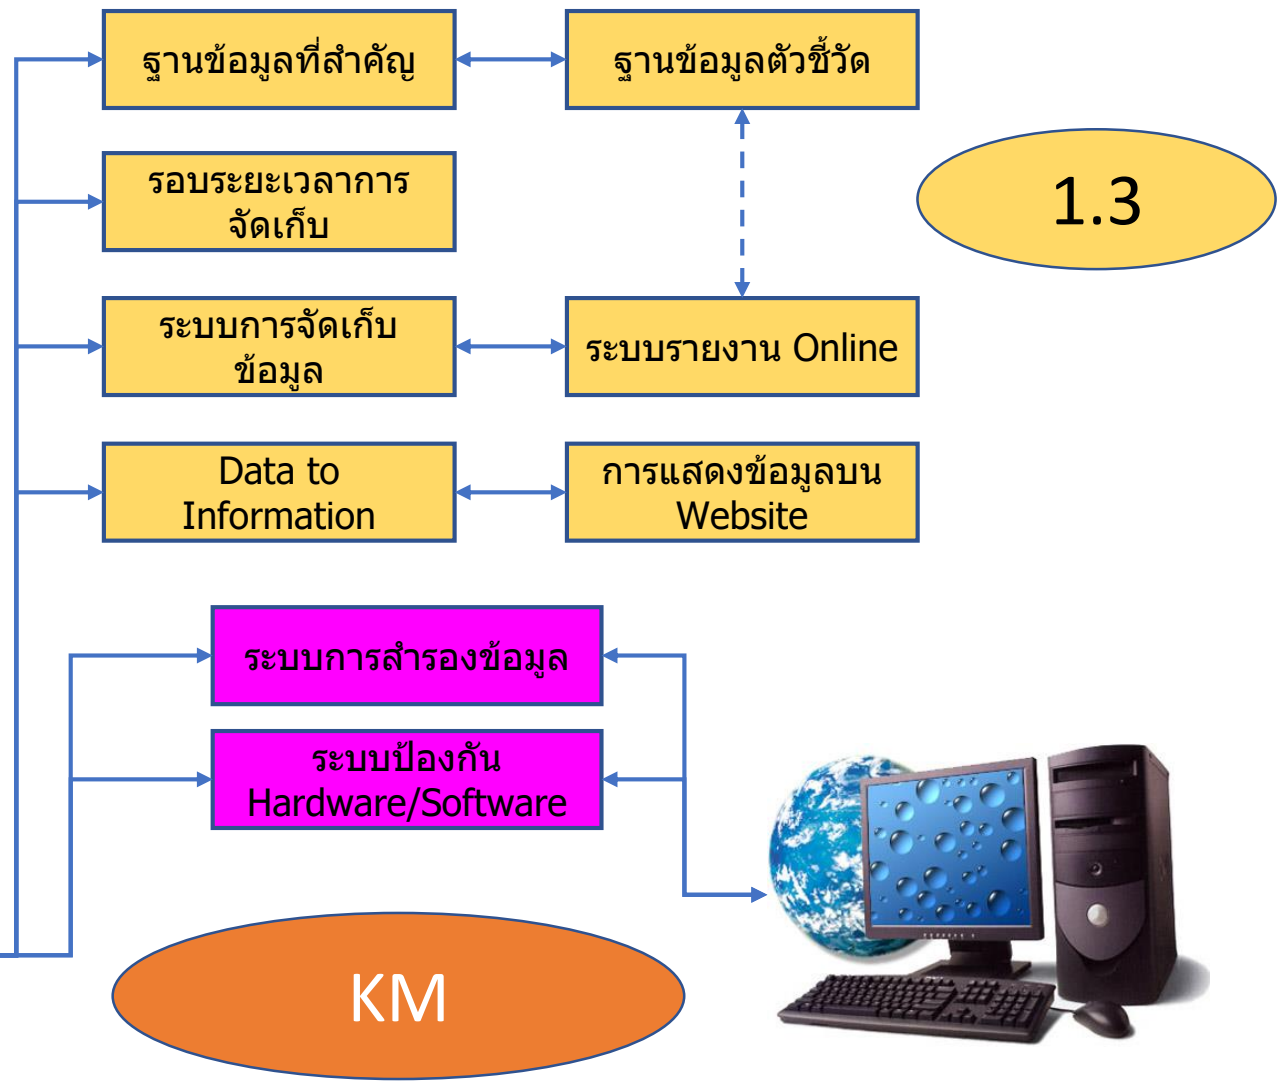 ฐานข้อมูลที่สำคัญ
ฐานข้อมูลตัวชี้วัด
รอบระยะเวลาการ
จัดเก็บ
1.3
ระบบการจัดเก็บ
ข้อมูล
ระบบรายงาน Online
Data to
Information
การแสดงข้อมูลบน
Website
ระบบการสำรองข้อมูล
ระบบป้องกัน
Hardware/Software
KM